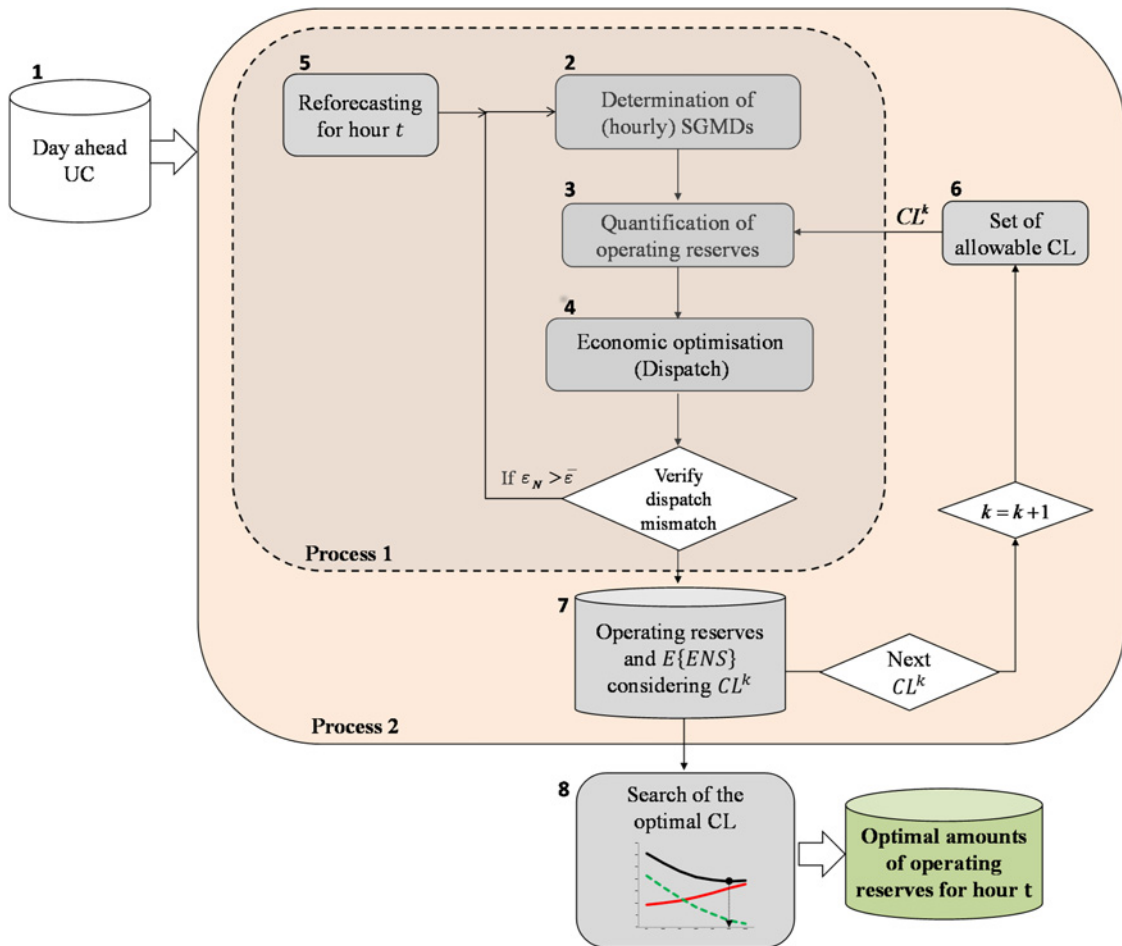 1
Day ahead
UC
5
Reforecasting
for hour t
2
Determination of
(hourly) SGMDs
3
Quantification of
operating reserves
CL^k
6
Set of
allowable CL
4
Economic optimisation
(Dispatch)
If ε_N > ε̄
Verify
dispatch
mismatch
k = k + 1
Process 1
7
Operating reserves
and E{ENS}
considering CL^k
Next
CL^k
Process 2
8
Search of the
optimal CL
Optimal amounts
of operating
reserves for hour t